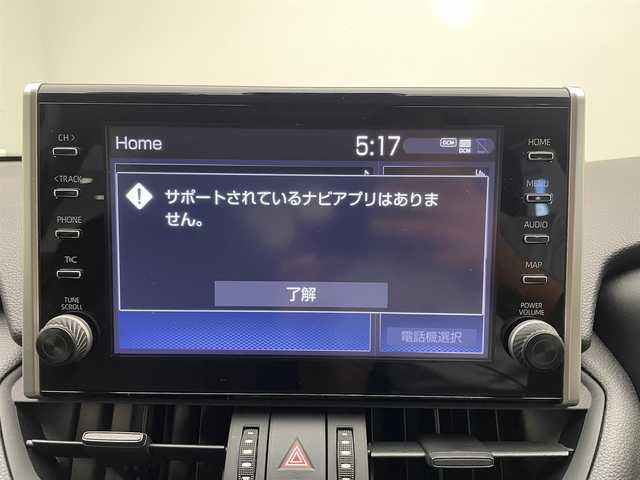 CH >
HOME
Home
5:17
DCM
DCM
<TRACK
MENU
サポートされているナビアプリはありま
せん。
PHONE
AUDIO
T\C
MAP
了解
TUNE
SCROLL
POWER
VOLUME
電話機選択